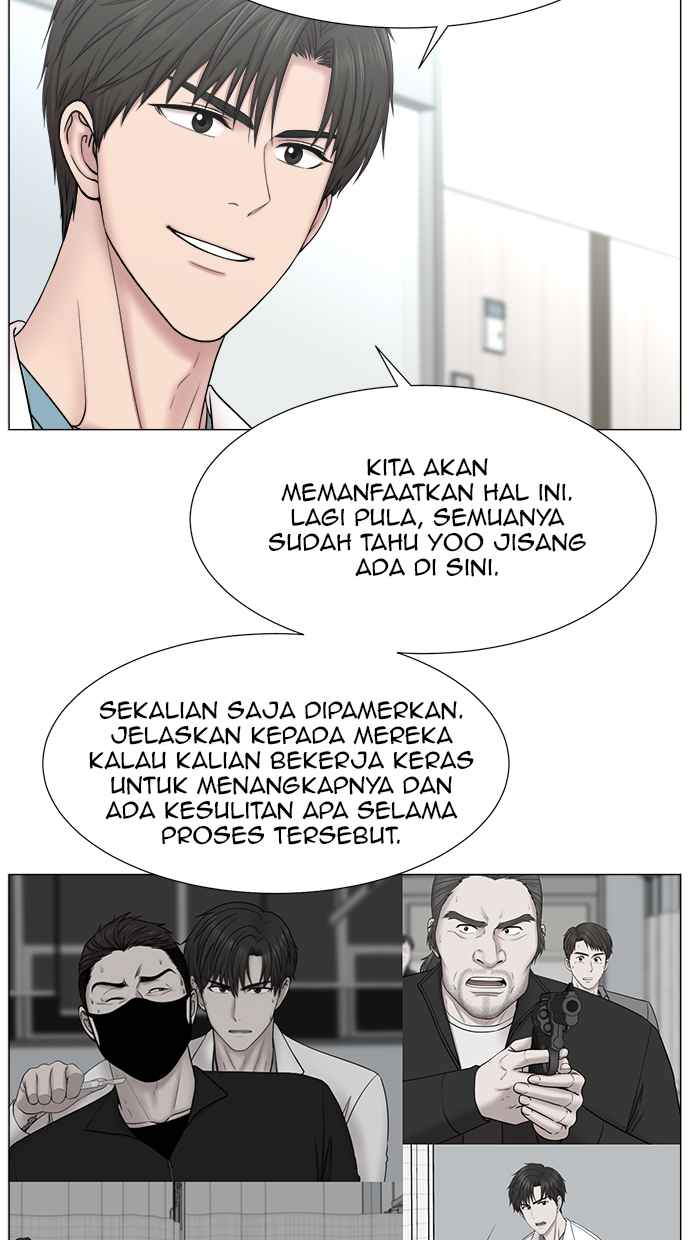 KITA AKAN
MEMANFAATKAN HAL INI.
LAGI PULA, SEMUANYA
SUDAH TAHU YOO JISANG
ADA DI SINI.
SEKALIAN SAJA DIPAMERKAN.
JELASKAN KEPADA MEREKA
KALAU KALIAN BEKERJA KERAS
UNTUK MENANGKAPNYA DAN
ADA KESULITAN APA SELAMA
PROSES TERSEBUT.